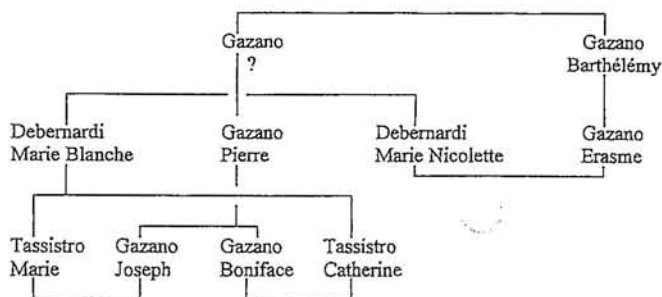 Gazano
?
Gazano
Barthélémy
Debernardi
Marie Blanche
Gazano
Pierre
Debernardi
Marie Nicolette
Gazano
Erasme
Tassistro
Marie
Gazano
Joseph
Gazano
Boniface
Tassistro
Catherine